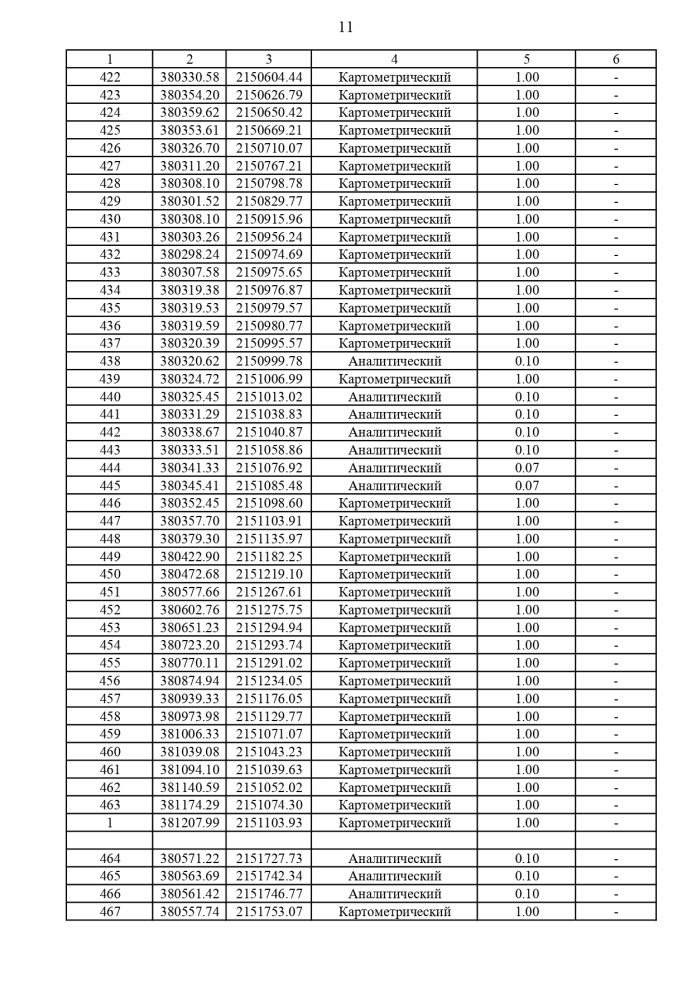 11
1 2 3 4 5 6
422 380330.58 2150604.44 Картометрический 1.00 -
423 380354.20 2150626.79 Картометрический 1.00 -
424 380359.62 2150650.42 Картометрический 1.00 -
425 380353.61 2150669.21 Картометрический 1.00 -
426 380326.70 2150710.07 Картометрический 1.00 -
427 380311.20 2150767.21 Картометрический 1.00 -
428 380308.10 2150798.78 Картометрический 1.00 -
429 380301.52 2150829.77 Картометрический 1.00 -
430 380308.10 2150915.96 Картометрический 1.00 -
431 380303.26 2150956.24 Картометрический 1.00 -
432 380298.24 2150974.69 Картометрический 1.00 -
433 380307.58 2150975.65 Картометрический 1.00 -
434 380319.38 2150976.87 Картометрический 1.00 -
435 380319.53 2150979.57 Картометрический 1.00 -
436 380319.59 2150980.77 Картометрический 1.00 -
437 380320.39 2150995.57 Картометрический 1.00 -
438 380320.62 2150999.78 Аналитический 0.10 -
439 380324.72 2151006.99 Картометрический 1.00 -
440 380325.45 2151013.02 Аналитический 0.10 -
441 380331.29 2151038.83 Аналитический 0.10 -
442 380338.67 2151040.87 Аналитический 0.10 -
443 380333.51 2151058.86 Аналитический 0.10 -
444 380341.33 2151076.92 Аналитический 0.07 -
445 380345.41 2151085.48 Аналитический 0.07 -
446 380352.45 2151098.60 Картометрический 1.00 -
447 380357.70 2151103.91 Картометрический 1.00 -
448 380379.30 2151135.97 Картометрический 1.00 -
449 380422.90 2151182.25 Картометрический 1.00 -
450 380472.68 2151219.10 Картометрический 1.00 -
451 380577.66 2151267.61 Картометрический 1.00 -
452 380602.76 2151275.75 Картометрический 1.00 -
453 380651.23 2151294.94 Картометрический 1.00 -
454 380723.20 2151293.74 Картометрический 1.00 -
455 380770.11 2151291.02 Картометрический 1.00 -
456 380874.94 2151234.05 Картометрический 1.00 -
457 380939.33 2151176.05 Картометрический 1.00 -
458 380973.98 2151129.77 Картометрический 1.00 -
459 381006.33 2151071.07 Картометрический 1.00 -
460 381039.08 2151043.23 Картометрический 1.00 -
461 381094.10 2151039.63 Картометрический 1.00 -
462 381140.59 2151052.02 Картометрический 1.00 -
463 381174.29 2151074.30 Картометрический 1.00 -
1 381207.99 2151103.93 Картометрический 1.00 -
464 380571.22 2151727.73 Аналитический 0.10 -
465 380563.69 2151742.34 Аналитический 0.10 -
466 380561.42 2151746.77 Аналитический 0.10 -
467 380557.74 2151753.07 Картометрический 1.00 -